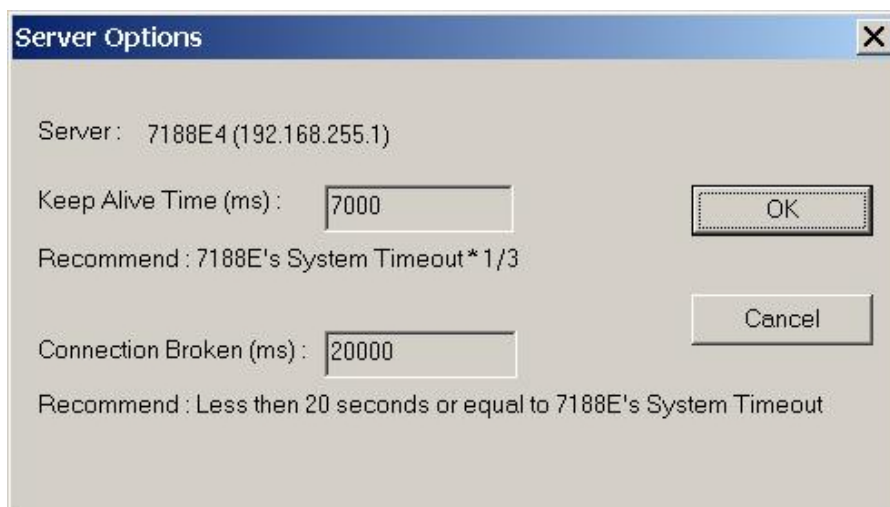 Server Options
Server : 7188E4 (192.168.255.1)
Keep Alive Time (ms) : 7000
OK
Recommend : 7188E's System Timeout * 1/3
Cancel
Connection Broken (ms) : 20000
Recommend : Less then 20 seconds or equal to 7188E's System Timeout